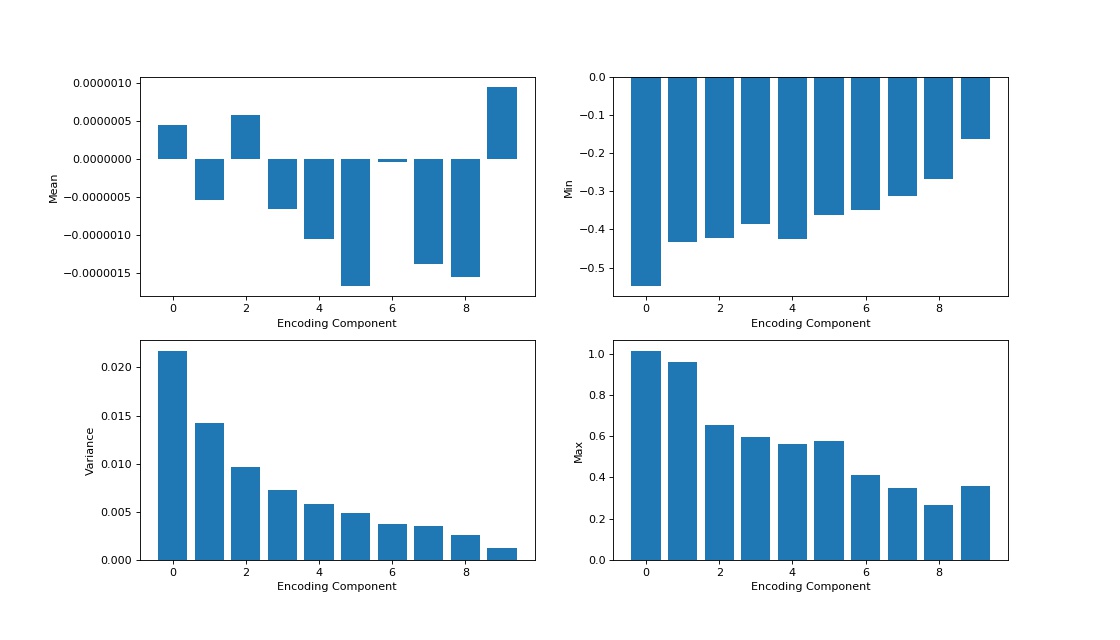 0.0000010
0.0000005
0.0000000
−0.0000005
−0.0000010
−0.0000015
Mean
0 2 4 6 8
Encoding Component
0.0
−0.1
−0.2
−0.3
−0.4
−0.5
Min
0 2 4 6 8
Encoding Component
0.020
0.015
0.010
0.005
0.000
Variance
0 2 4 6 8
Encoding Component
1.0
0.8
0.6
0.4
0.2
0.0
Max
0 2 4 6 8
Encoding Component